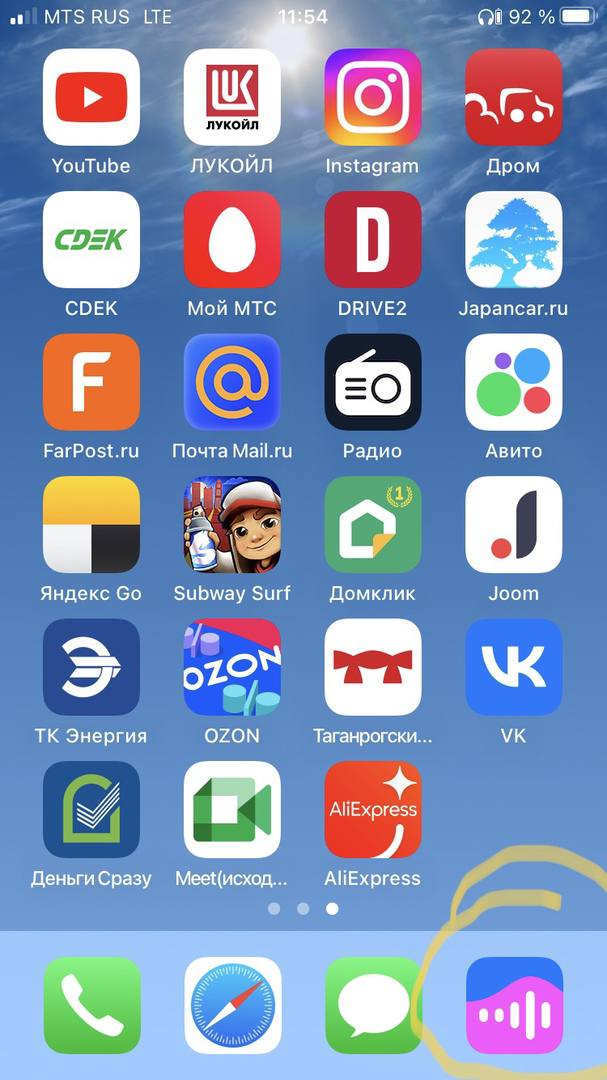 MTS RUS LTE 11:54 92 %
LUK
ЛУКОЙЛ
YouTube ЛУКОЙЛ Instagram Дром
CDEK D
CDEK Мой МТС DRIVE2 Japancar.ru
F @ 
FarPost.ru Почта Mail.ru Радио Авито
1 J
Яндекс Go Subway Surf Домклик Joom
Э OZON VK
ТК Энергия OZON Таганрогски... VK
AliExpress
Деньги Сразу Meet(исход... AliExpress